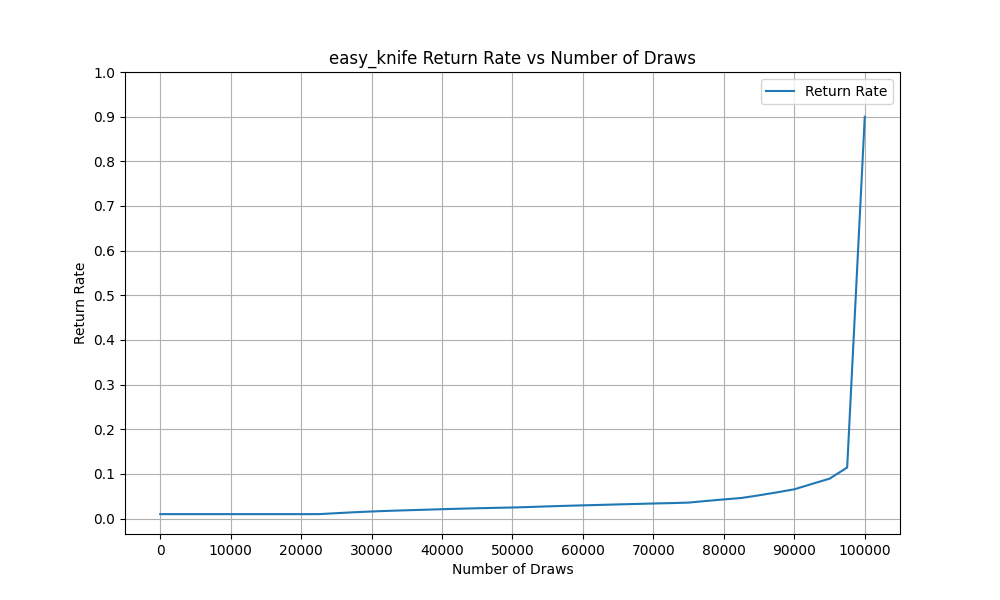 easy_knife Return Rate vs Number of Draws
Return Rate
1.0
0.9
0.8
0.7
0.6
0.5
0.4
0.3
0.2
0.1
0.0
Return Rate
0 10000 20000 30000 40000 50000 60000 70000 80000 90000 100000
Number of Draws